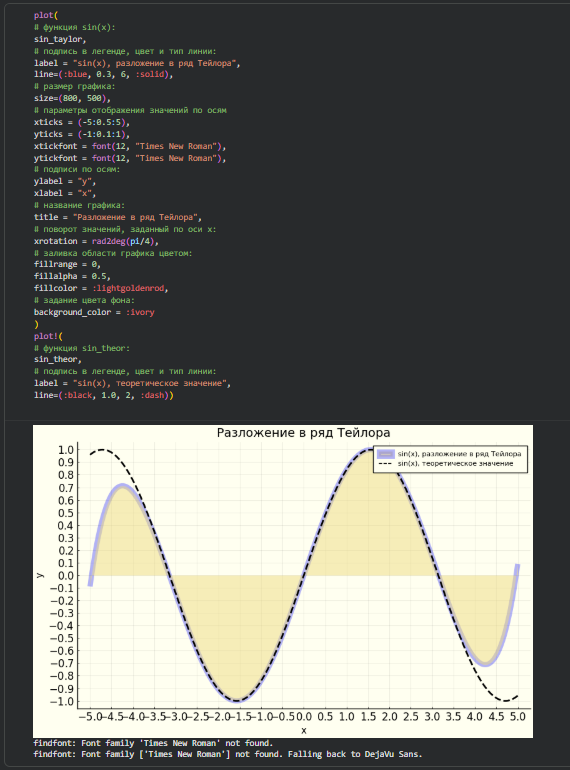 plot(
# функция sin(x):
sin_taylor,
# подпись в легенде, цвет и тип линии:
label = "sin(x), разложение в ряд Тейлора",
line=(:blue, 0.3, 6, :solid),
# размер графика:
size=(800, 500),
# параметры отображения значений по осям
xticks = (-5:0.5:5),
yticks = (-1:0.1:1),
xtickfont = font(12, "Times New Roman"),
ytickfont = font(12, "Times New Roman"),
# подписи по осям:
ylabel = "y",
xlabel = "x",
# название графика:
title = "Разложение в ряд Тейлора",
# поворот значений, заданный по оси x:
xrotation = rad2deg(pi/4),
# заливка области графика цветом:
fillrange = 0,
fillalpha = 0.5,
fillcolor = :lightgoldenrod,
# задание цвета фона:
background_color = :ivory
)
plot!(
# функция sin_theor:
sin_theor,
# подпись в легенде, цвет и тип линии:
label = "sin(x), теоретическое значение",
line=(:black, 1.0, 2, :dash))
Разложение в ряд Тейлора
sin(x), разложение в ряд Тейлора
sin(x), теоретическое значение
1.0
0.9
0.8
0.7
0.6
0.5
0.4
0.3
0.2
0.1
0.0
−0.1
−0.2
−0.3
−0.4
−0.5
−0.6
−0.7
−0.8
−0.9
−1.0
y
−5.0−4.5−4.0−3.5−3.0−2.5−2.0−1.5−1.0−0.5 0.0 0.5 1.0 1.5 2.0 2.5 3.0 3.5 4.0 4.5 5.0
x
findfont: Font family 'Times New Roman' not found.
findfont: Font family ['Times New Roman'] not found. Falling back to DejaVu Sans.